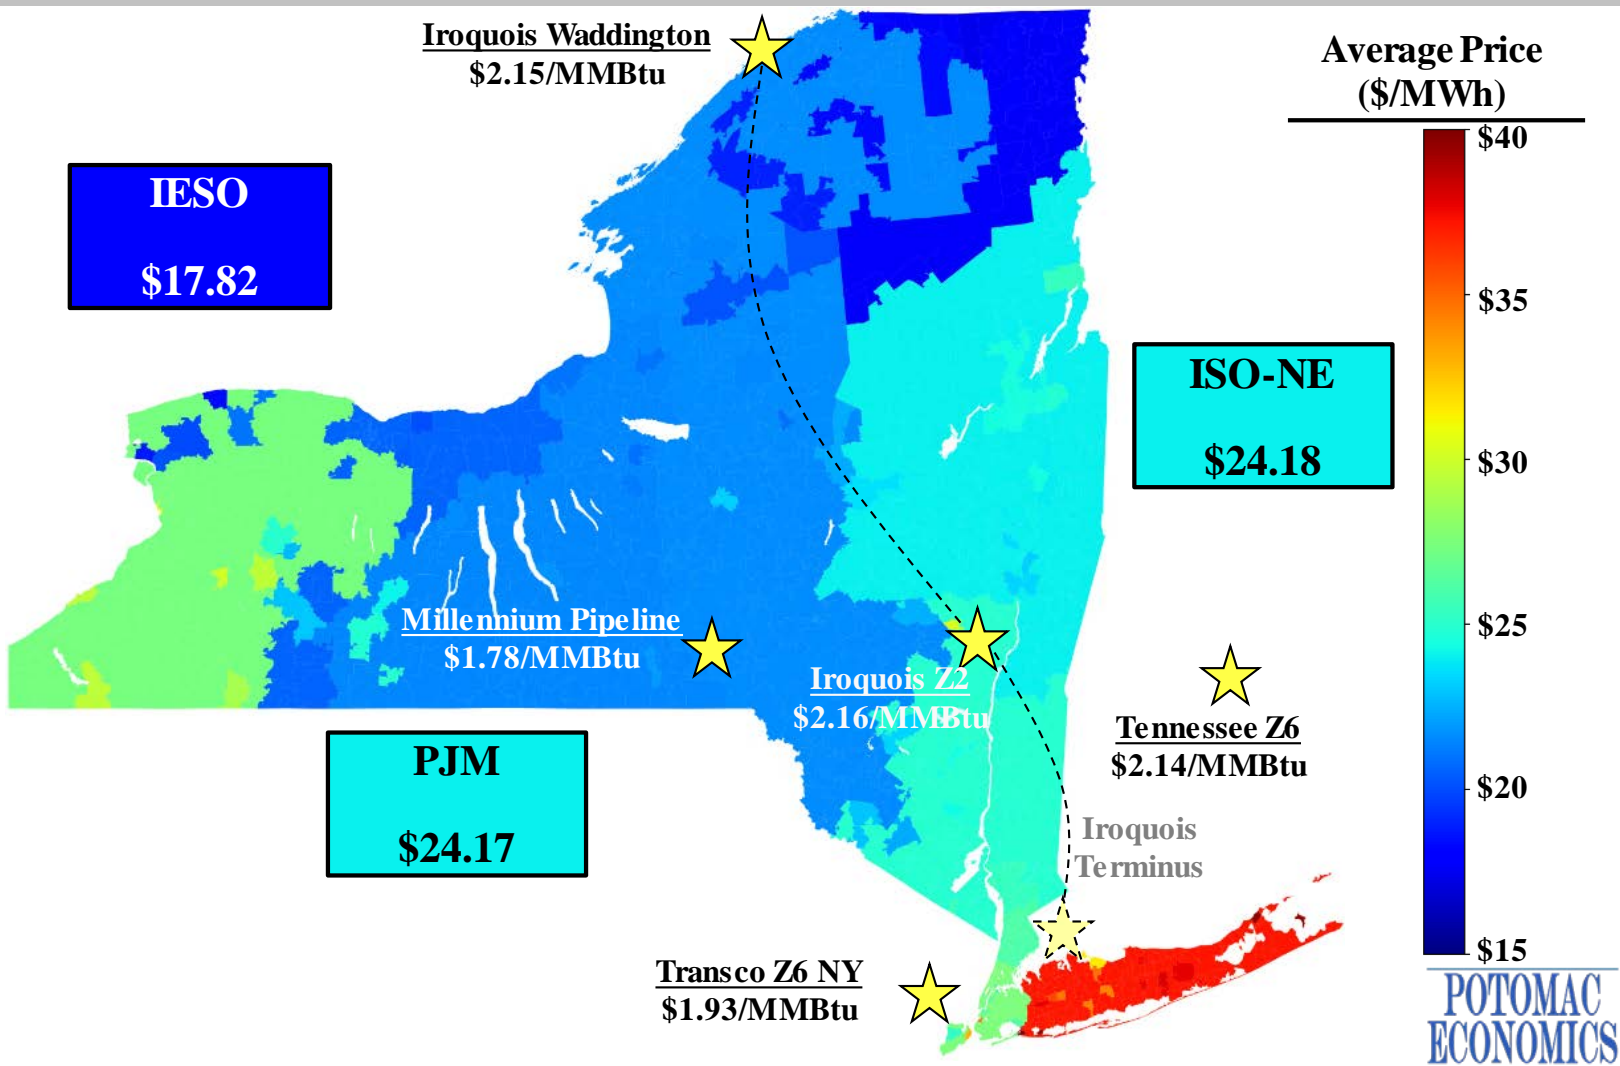 Iroquois Waddington
$2.15/MMBtu
Average Price
($/MWh)
$40
$35
$30
$25
$20
$15
IESO
$17.82
ISO-NE
$24.18
Millennium Pipeline
$1.78/MMBtu
Iroquois Z2
$2.16/MMBtu
Tennessee Z6
$2.14/MMBtu
PJM
$24.17
Iroquois
Terminus
Transco Z6 NY
$1.93/MMBtu
POTOMAC
ECONOMICS